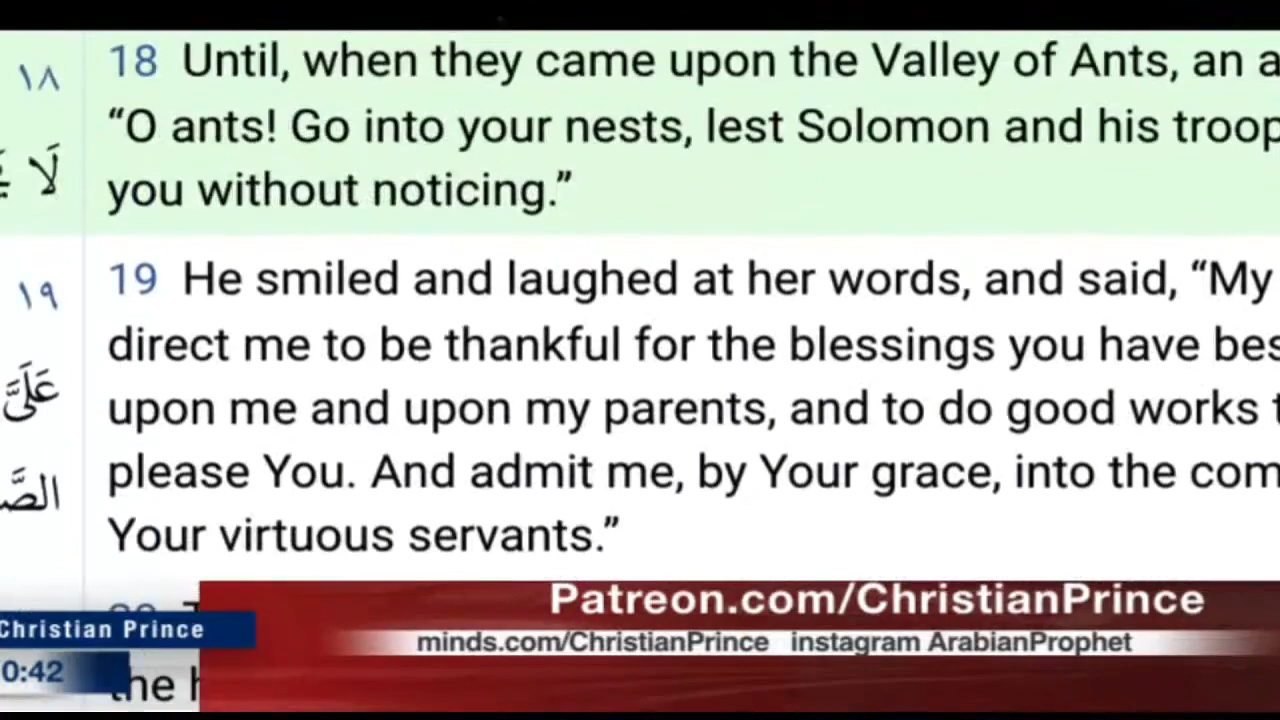 ١٨
18 Until, when they came upon the Valley of Ants, an a
“O ants! Go into your nests, lest Solomon and his troop
لَا
you without noticing.”
١٩
19 He smiled and laughed at her words, and said, “My
direct me to be thankful for the blessings you have bes
عَلَىَّ
upon me and upon my parents, and to do good works t
please You. And admit me, by Your grace, into the com
Your virtuous servants.”
Patreon.com/ChristianPrince
Christian Prince
minds.com/ChristianPrince instagram ArabianProphet
0:42
the h